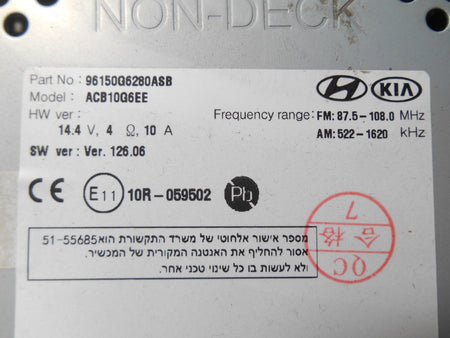 NON-DECK
Part No : 96150G6280ASB
Model : ACB10G6EE
HW ver :
14.4 V, 4 Ω, 10 A
SW ver : Ver. 126.06
KIA
Frequency range : FM: 87.5-108.0 MHz
AM: 522-1620 kHz
CE E11 10R-059502 Pb
מספר אישור אלחוטי של משרד התקשורת הוא 51-55685
אסור להחליף את האנטנה המקורית של המכשיר.
ולא לעשות בו כל שינוי טכני אחר.
7
合格
QC